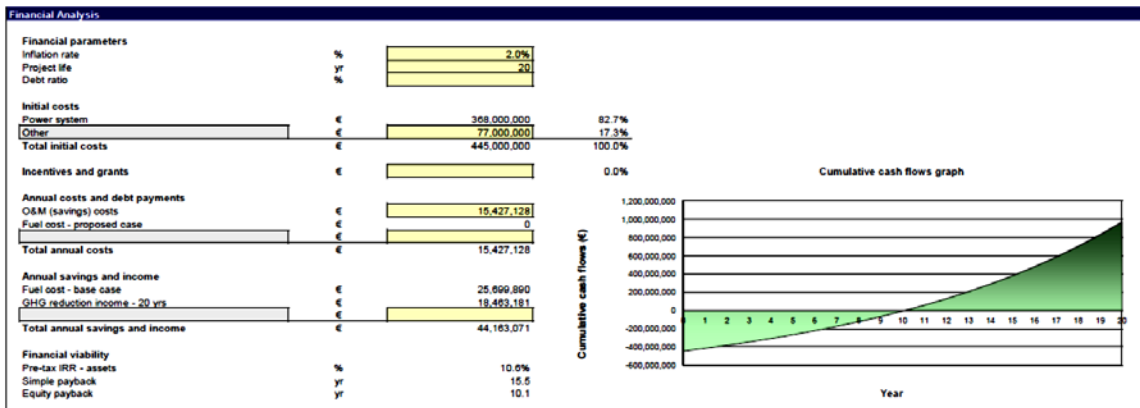 Financial Analysis
Financial parameters
Inflation rate % 2.0%
Project life yr 20
Debt ratio %
Initial costs
Power system € 368,000,000 82.7%
Other € 77,000,000 17.3%
Total initial costs € 445,000,000 100.0%
Incentives and grants € 0.0%
Annual costs and debt payments
O&M (savings) costs € 15,427,128
Fuel cost - proposed case € 0
€
Total annual costs € 15,427,128
Annual savings and income
Fuel cost - base case € 25,699,890
GHG reduction income - 20 yrs € 18,463,181
€
Total annual savings and income € 44,163,071
Financial viability
Pre-tax IRR - assets % 10.6%
Simple payback yr 15.5
Equity payback yr 10.1
Cumulative cash flows graph
Cumulative cash flows (€)
1,200,000,000
1,000,000,000
800,000,000
600,000,000
400,000,000
200,000,000
0
-200,000,000
-400,000,000
-600,000,000
0 1 2 3 4 5 6 7 8 9 10 11 12 13 14 15 16 17 18 19 20
Year